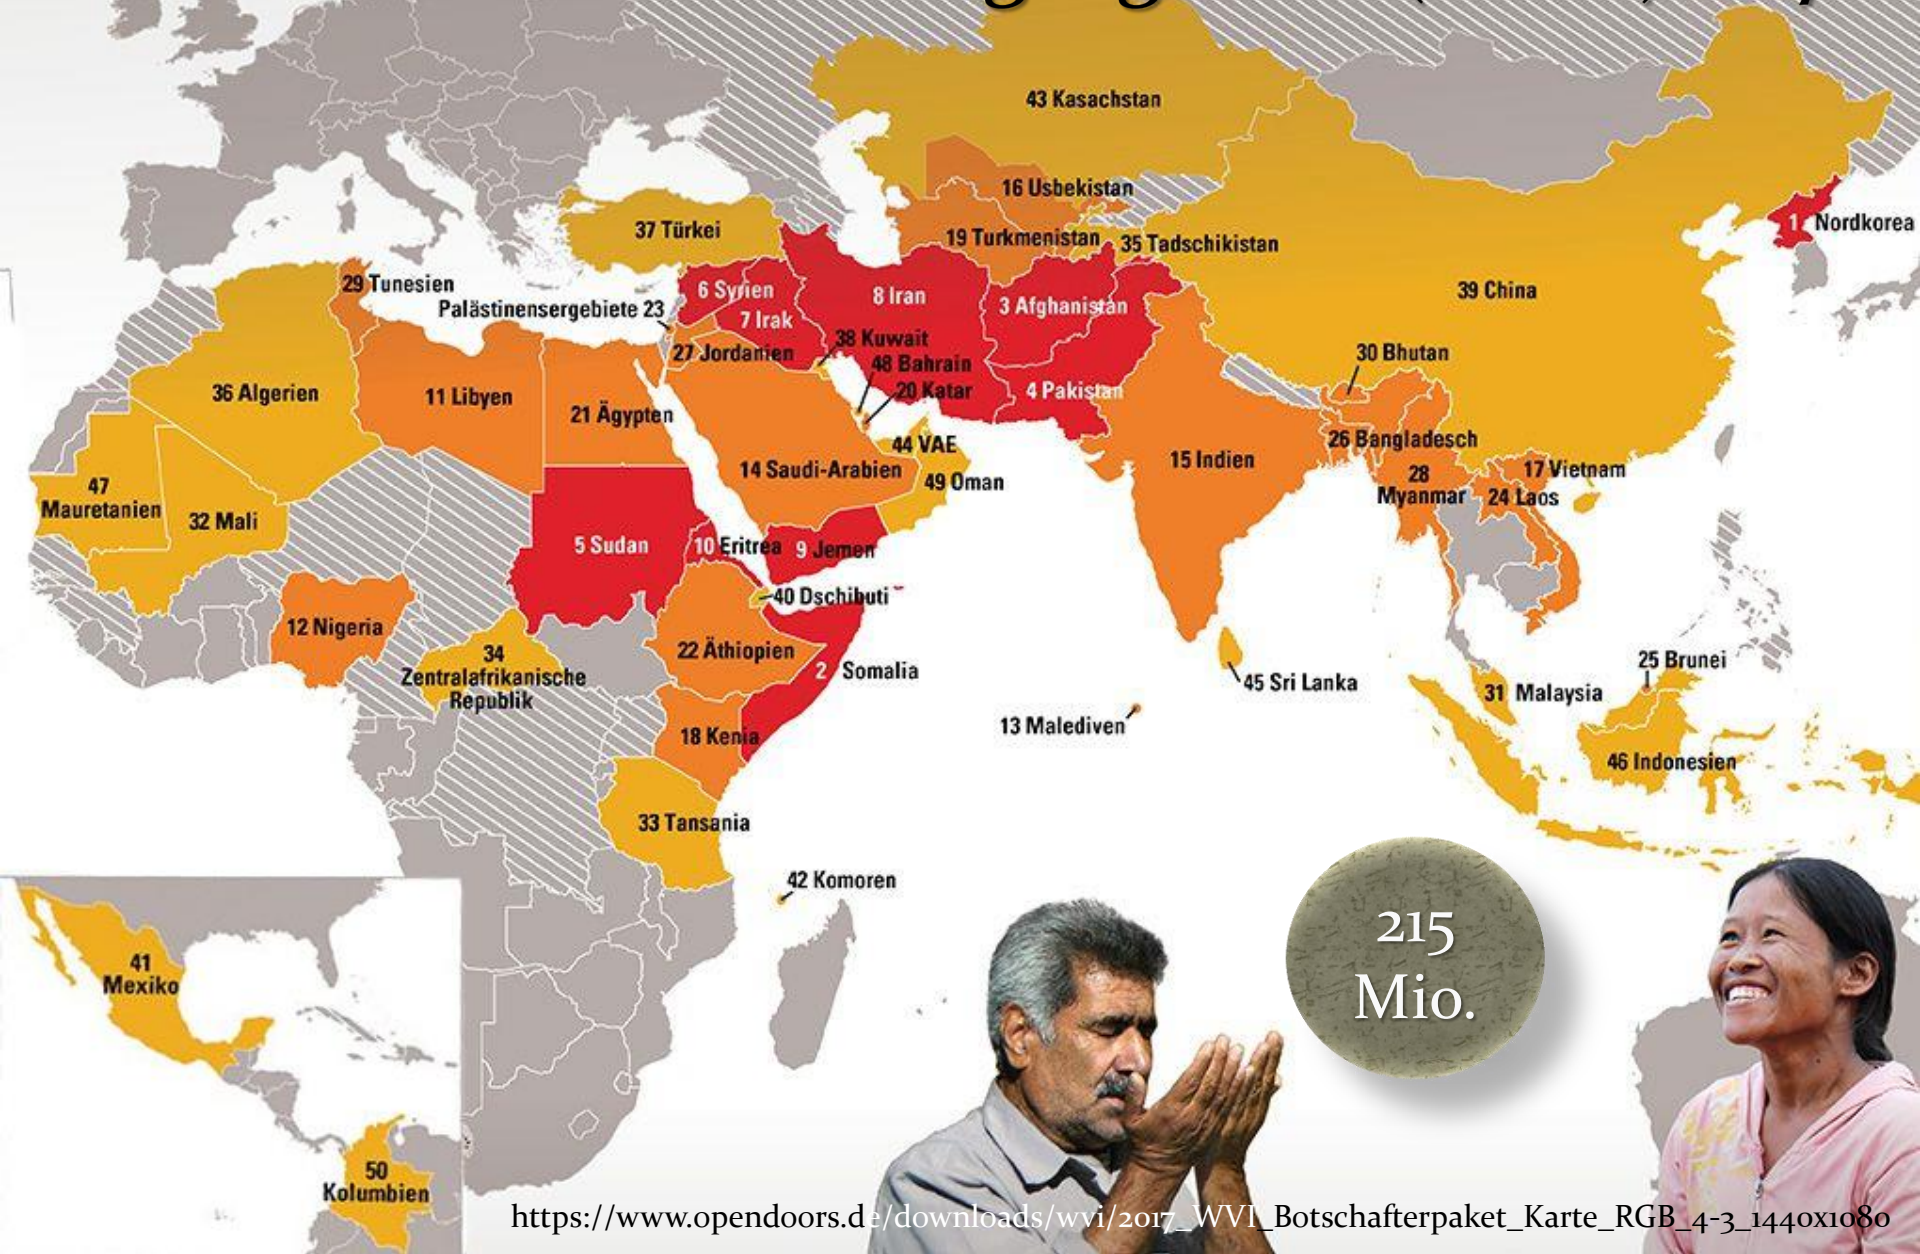 43 Kasachstan
16 Usbekistan
37 Türkei
19 Turkmenistan
35 Tadschikistan
1 Nordkorea
29 Tunesien
Palästinensergebiete 23
6 Syrien
7 Irak
8 Iran
3 Afghanistan
39 China
27 Jordanien
38 Kuwait
48 Bahrain
20 Katar
4 Pakistan
30 Bhutan
36 Algerien
11 Libyen
21 Ägypten
44 VAE
14 Saudi-Arabien
49 Oman
15 Indien
26 Bangladesch
28
Myanmar
17 Vietnam
24 Laos
47
Mauretanien
32 Mali
5 Sudan
10 Eritrea
9 Jemen
40 Dschibuti
12 Nigeria
34
Zentralafrikanische
Republik
22 Äthiopien
2 Somalia
45 Sri Lanka
25 Brunei
31 Malaysia
13 Malediven
18 Kenia
46 Indonesien
33 Tansania
42 Komoren
215
Mio.
41
Mexiko
50
Kolumbien
https://www.opendoors.de/downloads/wvi/2017_WVI_Botschafterpaket_Karte_RGB_4-3_1440x1080